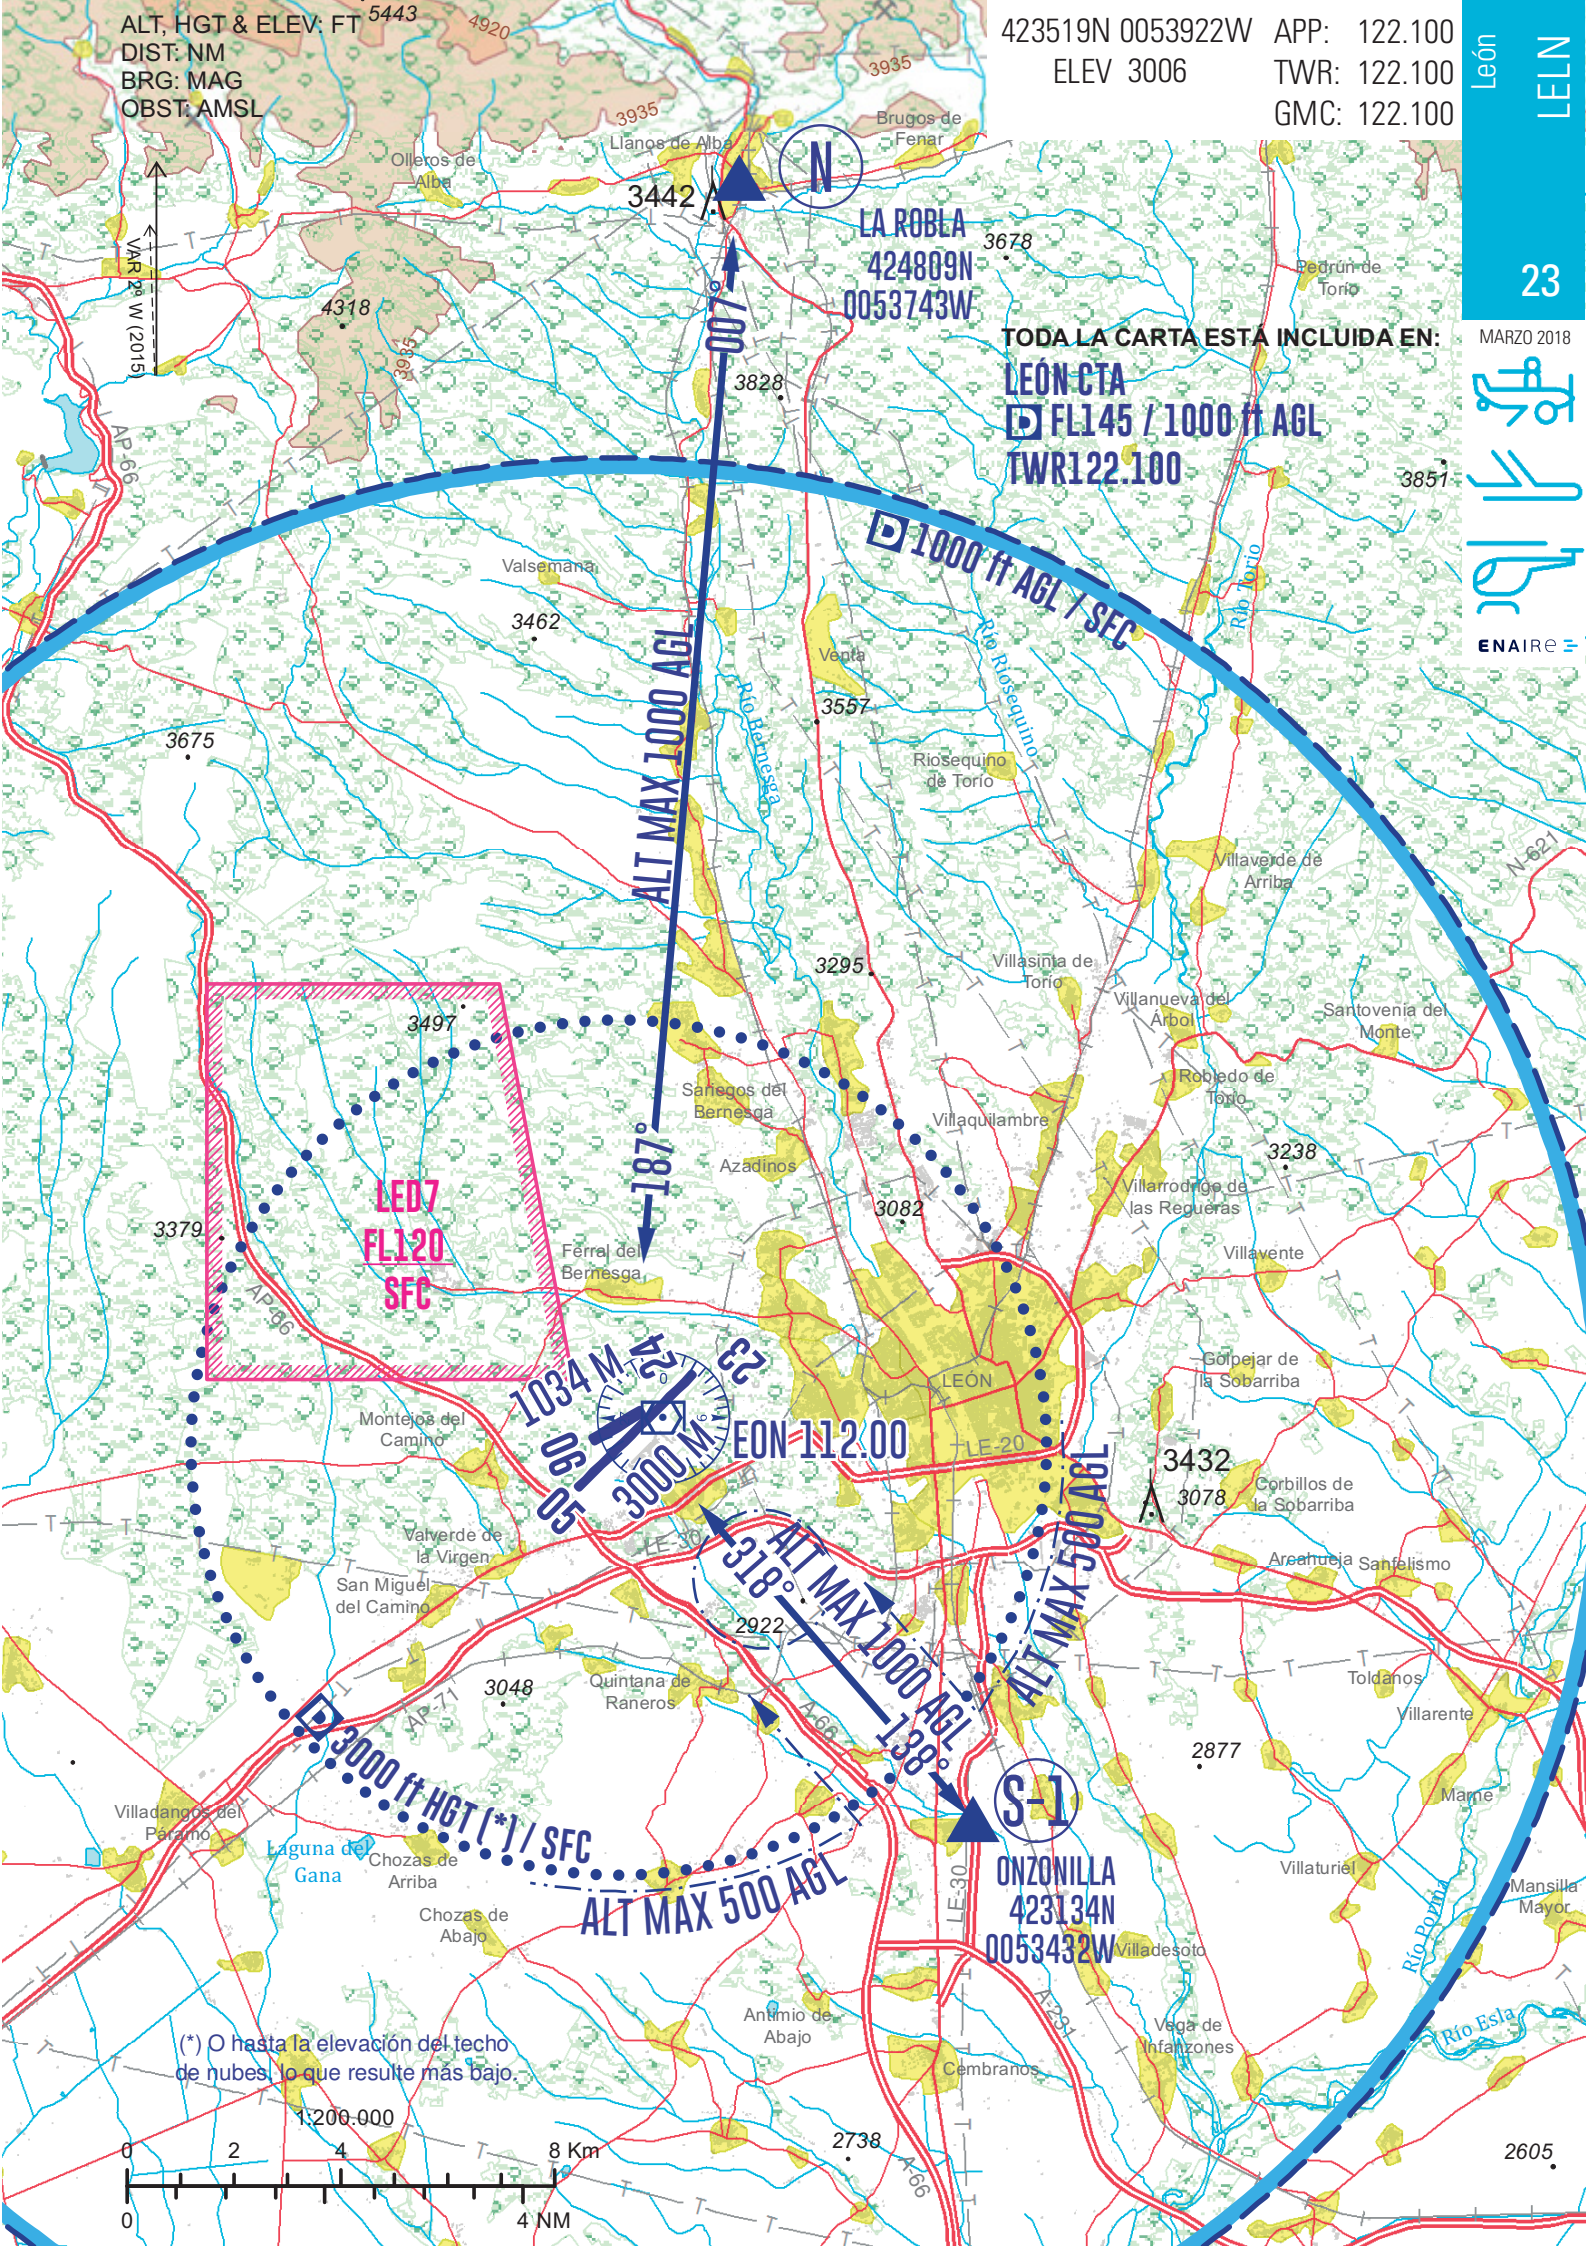 ALT, HGT & ELEV: FT
DIST: NM
BRG: MAG
OBST: AMSL
5443
4920
3935
3935
423519N 0053922W
ELEV 3006
APP: 122.100
TWR: 122.100
GMC: 122.100
León
LELN
23
MARZO 2018
ENAIRe
Brugos de
Fenar
Llanos de Alba
Olleros de
Alba
3442
N
LA ROBLA
424809N
0053743W
3678
Pedrún de
Torío
VAR 2º W (2015)
4318
3935
007°
3828
TODA LA CARTA ESTÁ INCLUIDA EN:
LEÓN CTA
D FL145 / 1000 ft AGL
TWR122.100
3851
AP-66
D 1000 ft AGL / SFC
Río Torío
Valsemana
3462
Venta
Río Riosequino
Río Bernesga
ALT MAX 1000 AGL
3557
3675
Riosequino
de Torío
Villaverde de
Arriba
N-621
3295
Villasinta de
Torío
Villanueva del
Árbol
Santovenia del
Monte
3497
Sariegos del
Bernesga
Robledo de
Torío
Villaquilambre
187°
Azadinos
3238
Villarrodrigo de
las Regueras
3082
LED7
FL120
SFC
3379
Ferral del
Bernesga
Villavente
AP-66
1034 M
24
23
0
9
Golpejar de
la Sobarriba
LEÓN
Montejos del
Camino
06
05
3000 M
EON 112.00
LE-20
3432
3078
Corbillos de
la Sobarriba
Valverde de
la Virgen
LE-30
318°
ALT MAX 1000 AGL
138°
ALT MAX 500 AGL
Arcahueja
Sanfelismo
San Miguel
del Camino
2922
Quintana de
Raneros
3048
AP-71
A-66
Toldanos
Villarente
2877
D 3000 ft HGT (*) / SFC
S-1
Marne
Villadangos del
Páramo
Laguna del
Gana
Chozas de
Arriba
ALT MAX 500 AGL
ONZONILLA
423134N
0053432W
LE-30
Villaturiel
Mansilla
Mayor
Río Porma
Chozas de
Abajo
Villadesoto
Antimio de
Abajo
A-231
Vega de
Infanzones
Río Esla
Cembranos
(*) O hasta la elevación del techo
de nubes, lo que resulte más bajo.
1:200.000
0 2 4 8 Km
0 4 NM
2738
A-66
2605